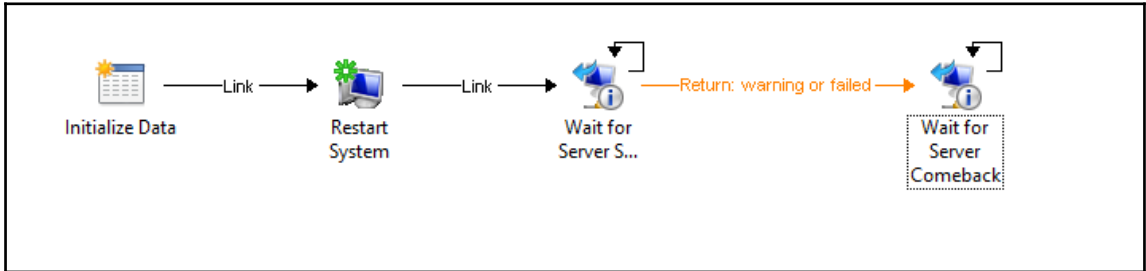 Link
Link
Return: warning or failed
Initialize Data
Restart
System
Wait for
Server S...
Wait for
Server
Comeback